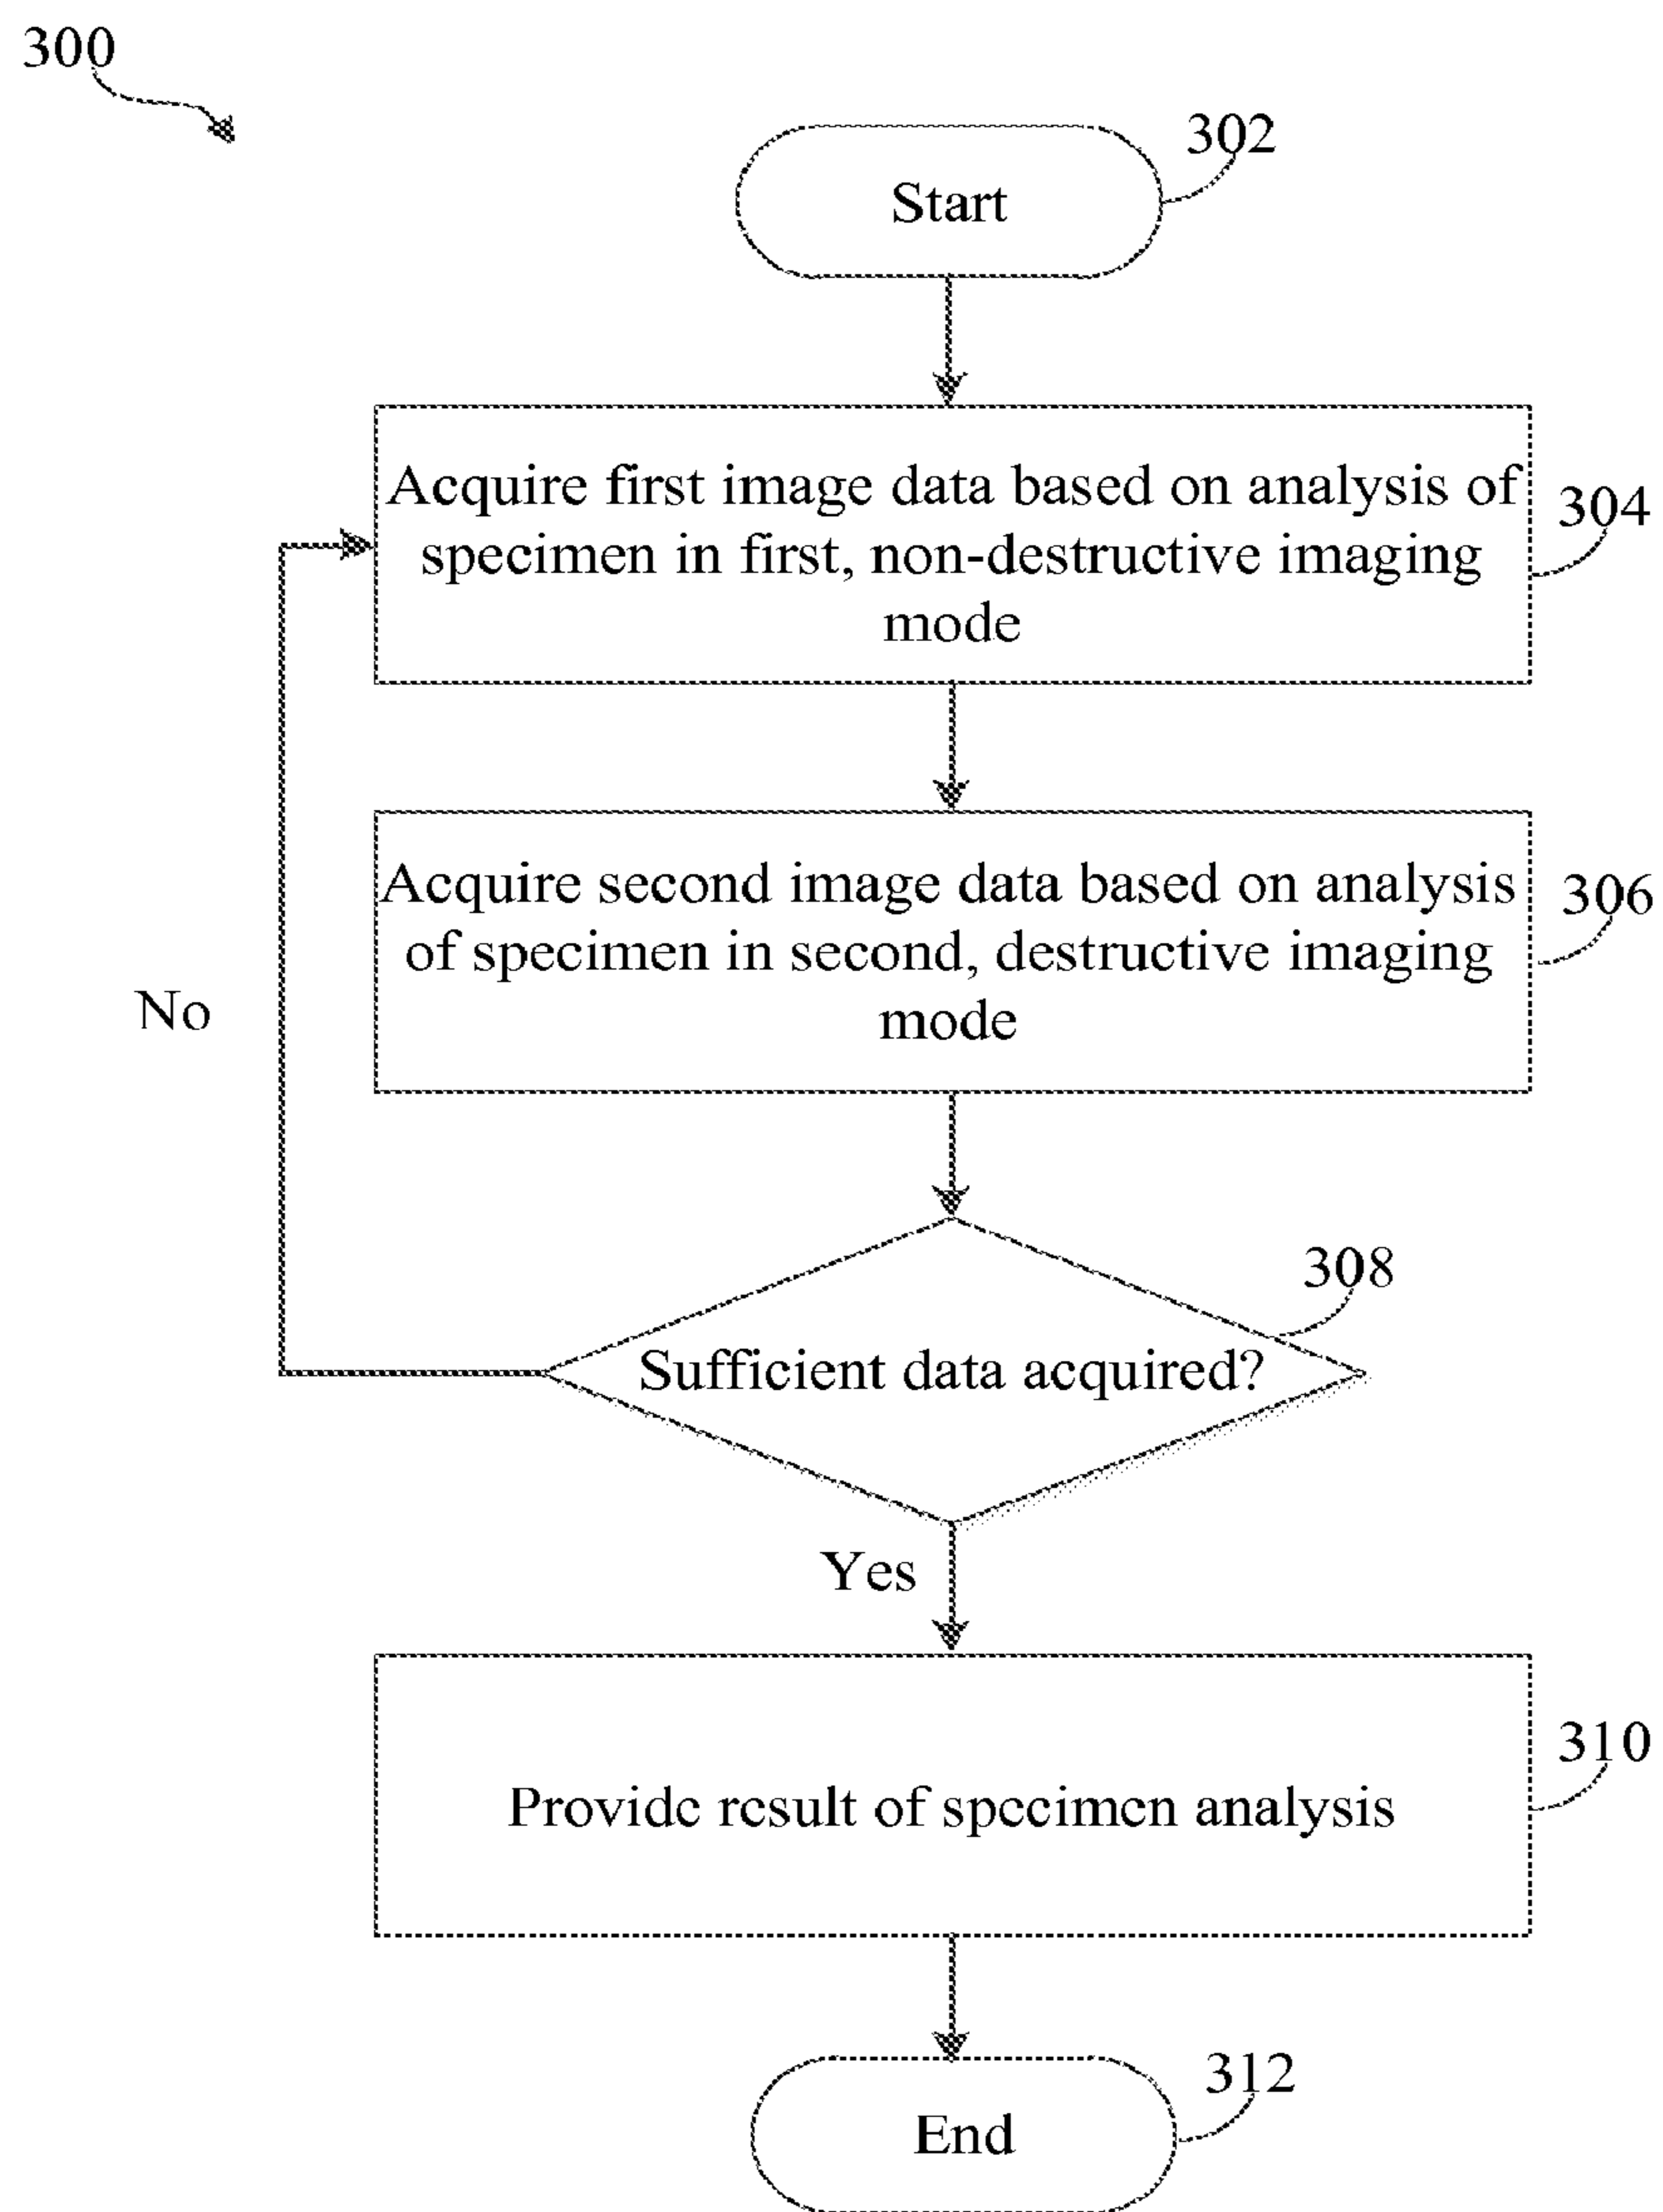 300
302
Start
Acquire first image data based on analysis of
specimen in first, non-destructive imaging
mode
304
Acquire second image data based on analysis
of specimen in second, destructive imaging
mode
306
No
308
Sufficient data acquired?
Yes
310
Provide result of specimen analysis
312
End